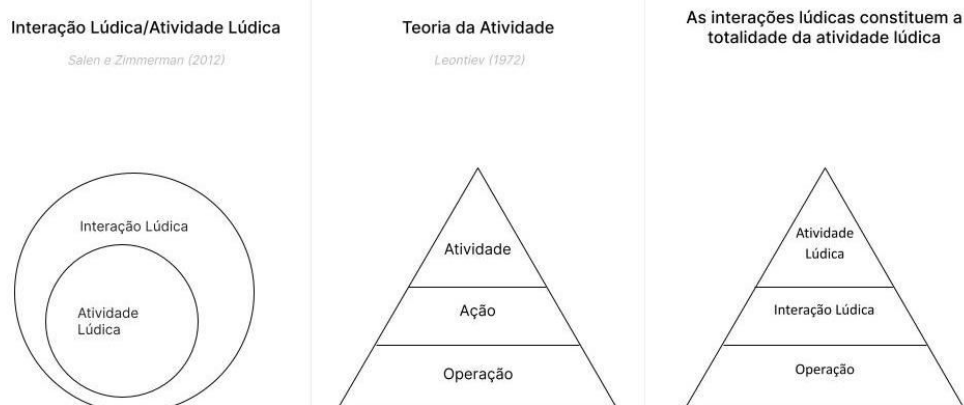 Interação Lúdica/Atividade Lúdica
Salen e Zimmerman (2012)
Interação Lúdica
Atividade
Lúdica
Teoria da Atividade
Leontiev (1972)
Atividade
Ação
Operação
As interações lúdicas constituem a
totalidade da atividade lúdica
Atividade
Lúdica
Interação Lúdica
Operação